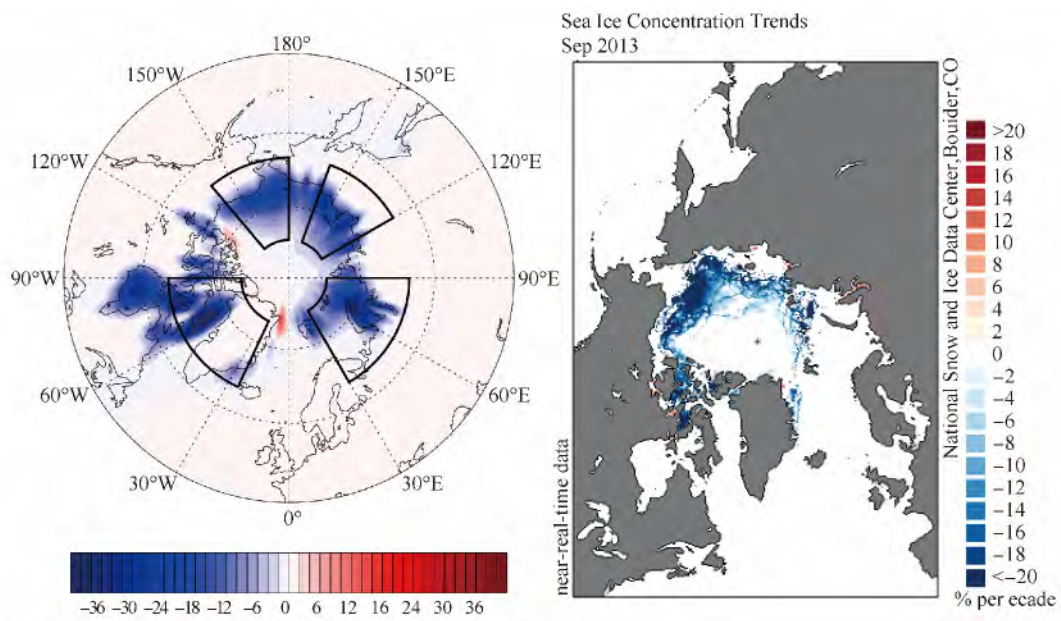 180°
150°W
150°E
120°W
120°E
90°W
90°E
60°W
60°E
30°W
30°E
0°
−36 −30 −24 −18 −12 −6 0 6 12 18 24 30 36
Sea Ice Concentration Trends
Sep 2013
near-real-time data
National Snow and Ice Data Center,Bouider,CO
>20
18
16
14
12
10
8
6
4
2
0
−2
−4
−6
−8
−10
−12
−14
−16
−18
<−20
% per ecade